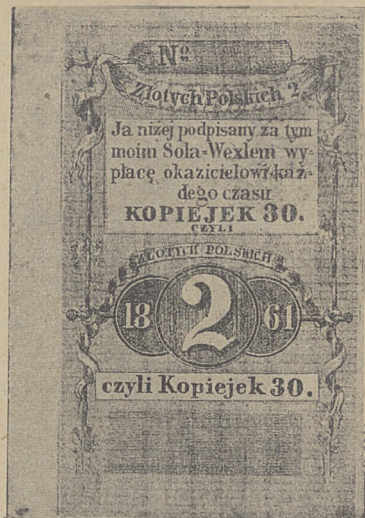 No
Złotych Polskich 2.
Ja niżej podpisany za tym
moim Sola-Wexlem wy=
płacę okazicielowi każ=
dego czasu
KOPIEJEK 30.
CZYLI
ZŁOTYCH POLSKICH 2
18 2 61
czyli Kopiejek 30.